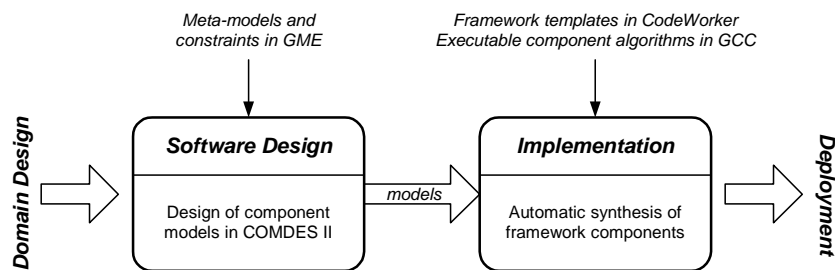 Meta-models and
constraints in GME
Framework templates in CodeWorker
Executable component algorithms in GCC
Domain Design
Software Design
Design of component
models in COMDES II
models
Implementation
Automatic synthesis of
framework components
Deployment